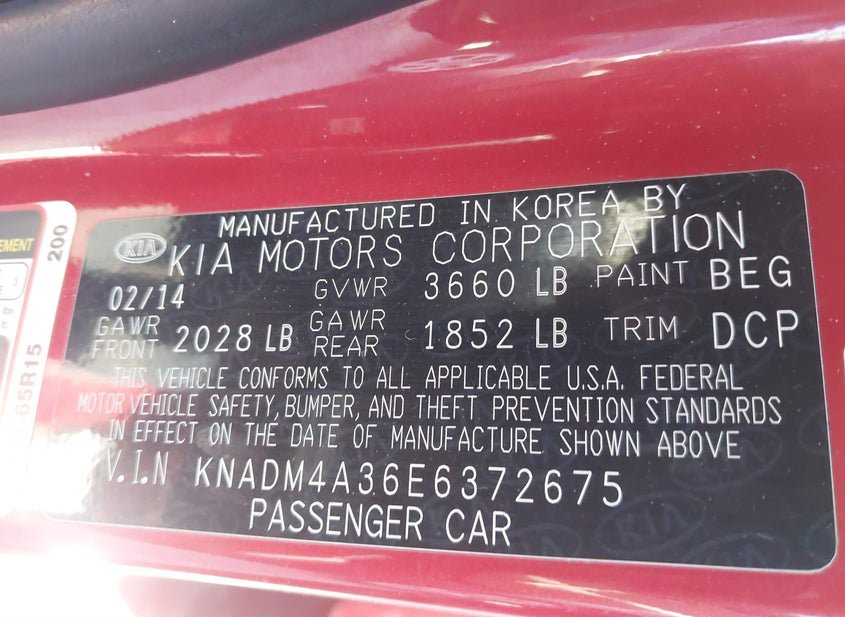 MANUFACTURED IN KOREA BY
KIA KIA MOTORS CORPORATION
02/14 GVWR 3660 LB PAINT BEG
GAWR FRONT 2028 LB GAWR REAR 1852 LB TRIM DCP
THIS VEHICLE CONFORMS TO ALL APPLICABLE U.S.A. FEDERAL
MOTOR VEHICLE SAFETY, BUMPER, AND THEFT PREVENTION STANDARDS
IN EFFECT ON THE DATE OF MANUFACTURE SHOWN ABOVE
V.I.N KNADM4A36E6372675
PASSENGER CAR
200
65R15